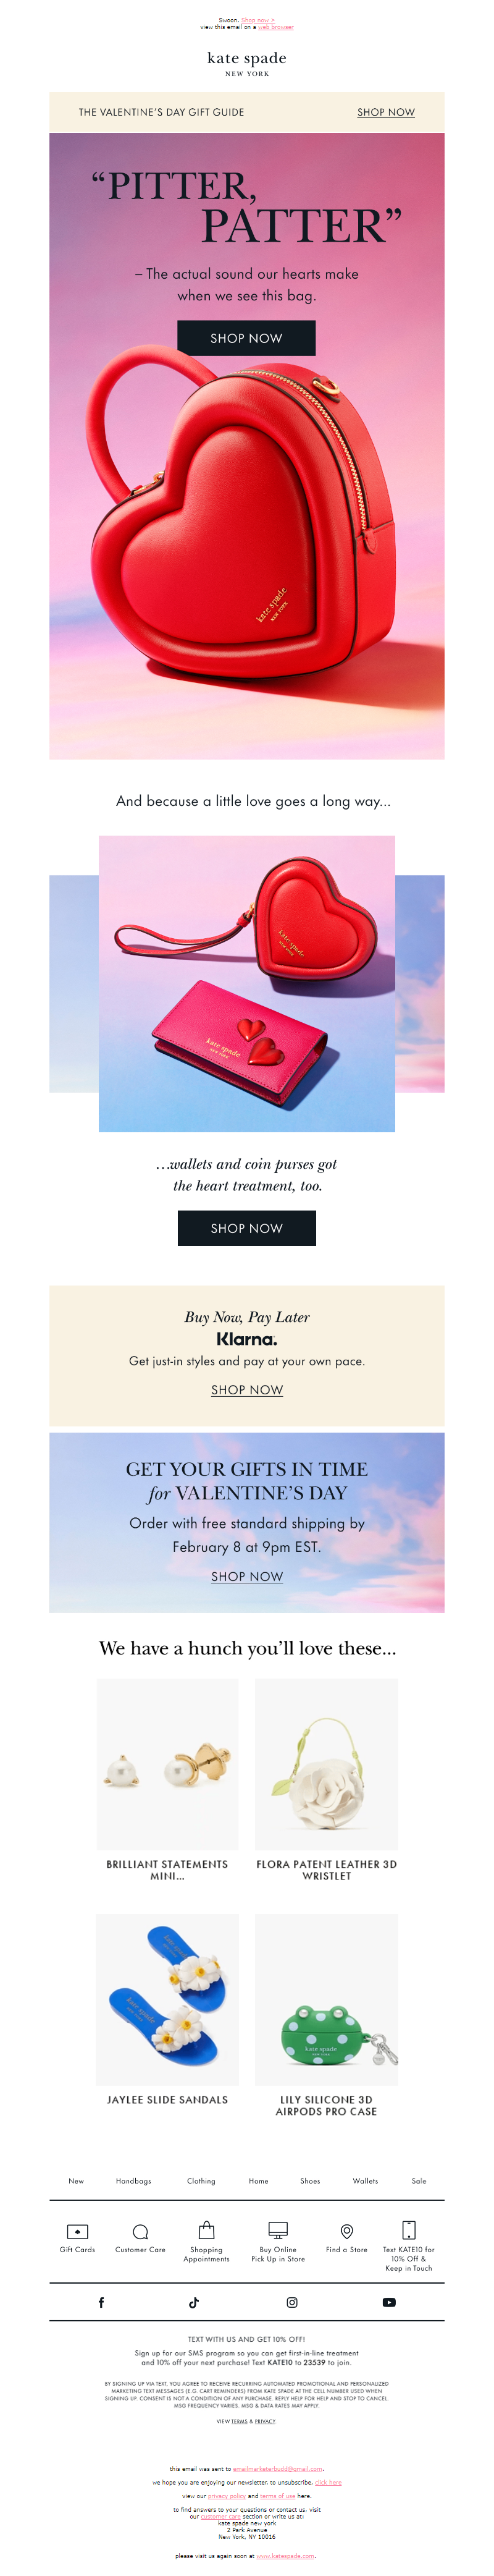 Swoon. Shop now >
view this email on a web browser
kate spade
NEW YORK
THE VALENTINE'S DAY GIFT GUIDE SHOP NOW
“PITTER,
PATTER”
– The actual sound our hearts make
when we see this bag.
SHOP NOW
kate spade
NEW YORK
And because a little love goes a long way...
kate spade
NEW YORK
kate spade
NEW YORK
...wallets and coin purses got
the heart treatment, too.
SHOP NOW
Buy Now, Pay Later
Klarna.
Get just-in styles and pay at your own pace.
SHOP NOW
GET YOUR GIFTS IN TIME
for VALENTINE'S DAY
Order with free standard shipping by
February 8 at 9pm EST.
SHOP NOW
We have a hunch you'll love these...
BRILLIANT STATEMENTS
MINI...
FLORA PATENT LEATHER 3D
WRISTLET
kate spade
kate spade
kate spade
JAYLEE SLIDE SANDALS
LILY SILICONE 3D
AIRPODS PRO CASE
New Handbags Clothing Home Shoes Wallets Sale
Gift Cards
Customer Care
Shopping
Appointments
Buy Online
Pick Up in Store
Find a Store
Text KATE10 for
10% Off &
Keep in Touch
TEXT WITH US AND GET 10% OFF!
Sign up for our SMS program so you can get first-in-line treatment
and 10% off your next purchase! Text KATE10 to 23539 to join.
BY SIGNING UP VIA TEXT, YOU AGREE TO RECEIVE RECURRING AUTOMATED PROMOTIONAL AND PERSONALIZED
MARKETING TEXT MESSAGES (E.G. CART REMINDERS) FROM KATE SPADE AT THE CELL NUMBER USED WHEN
SIGNING UP. CONSENT IS NOT A CONDITION OF ANY PURCHASE. REPLY HELP FOR HELP AND STOP TO CANCEL.
MSG FREQUENCY VARIES. MSG & DATA RATES MAY APPLY.
VIEW TERMS & PRIVACY.
this email was sent to emailmarketerbudd@gmail.com.
we hope you are enjoying our newsletter. to unsubscribe, click here
view our privacy policy and terms of use here.
to find answers to your questions or contact us, visit
our customer care section or write us at:
kate spade new york
2 Park Avenue
New York, NY 10016
please visit us again soon at www.katespade.com.